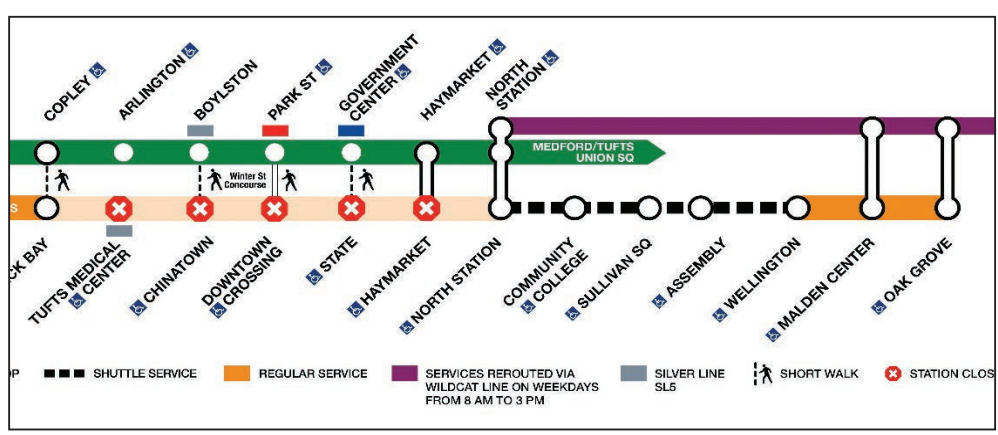 COPLEY
ARLINGTON
BOYLSTON
PARK ST
GOVERNMENT
CENTER
HAYMARKET
NORTH
STATION
MEDFORD/TUFTS
UNION SQ
Winter St
Concourse
S
CK BAY
TUFTS MEDICAL
CENTER
CHINATOWN
DOWNTOWN
CROSSING
STATE
HAYMARKET
NORTH STATION
COMMUNITY
COLLEGE
SULLIVAN SQ
ASSEMBLY
WELLINGTON
MALDEN CENTER
OAK GROVE
OP
SHUTTLE SERVICE
REGULAR SERVICE
SERVICES REROUTED VIA
WILDCAT LINE ON WEEKDAYS
FROM 8 AM TO 3 PM
SILVER LINE
SL5
SHORT WALK
STATION CLOS